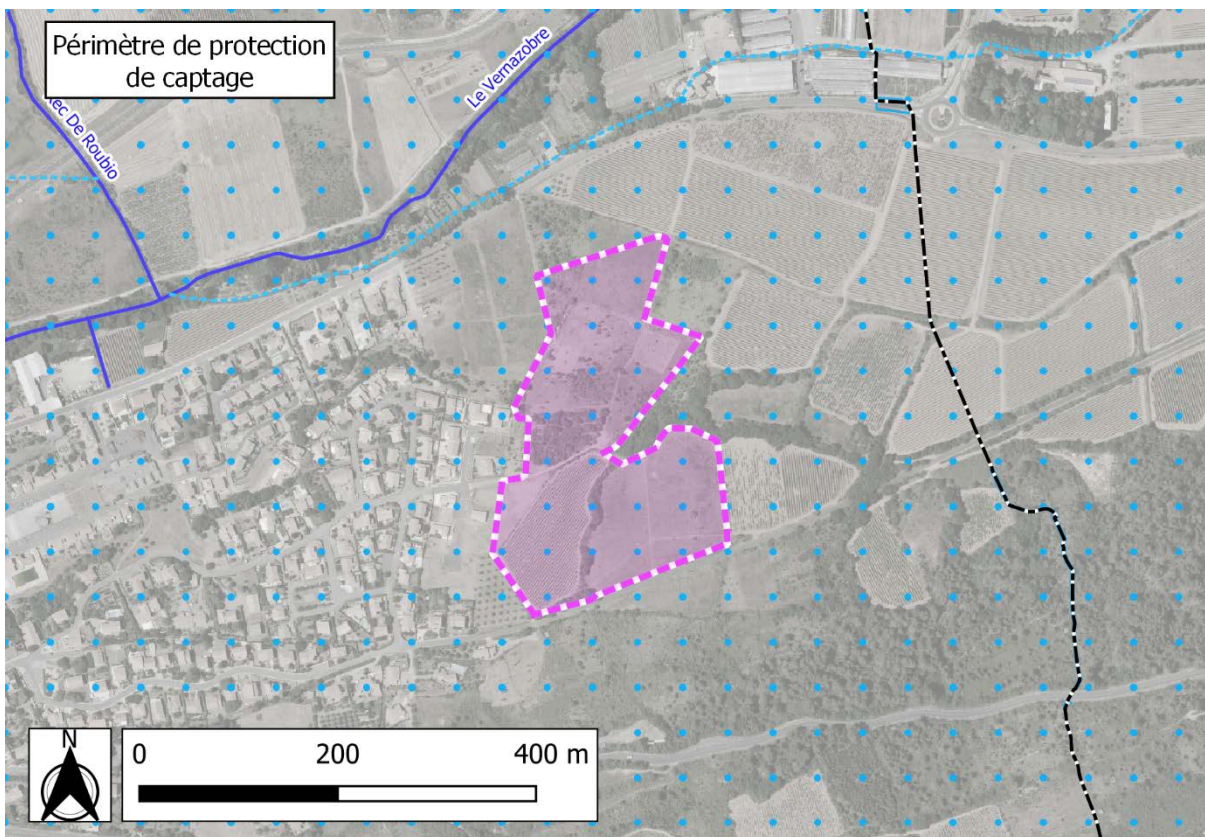 Périmètre de protection
de captage
Le Vernazobre
Rec De Roubio
N
0 200 400 m